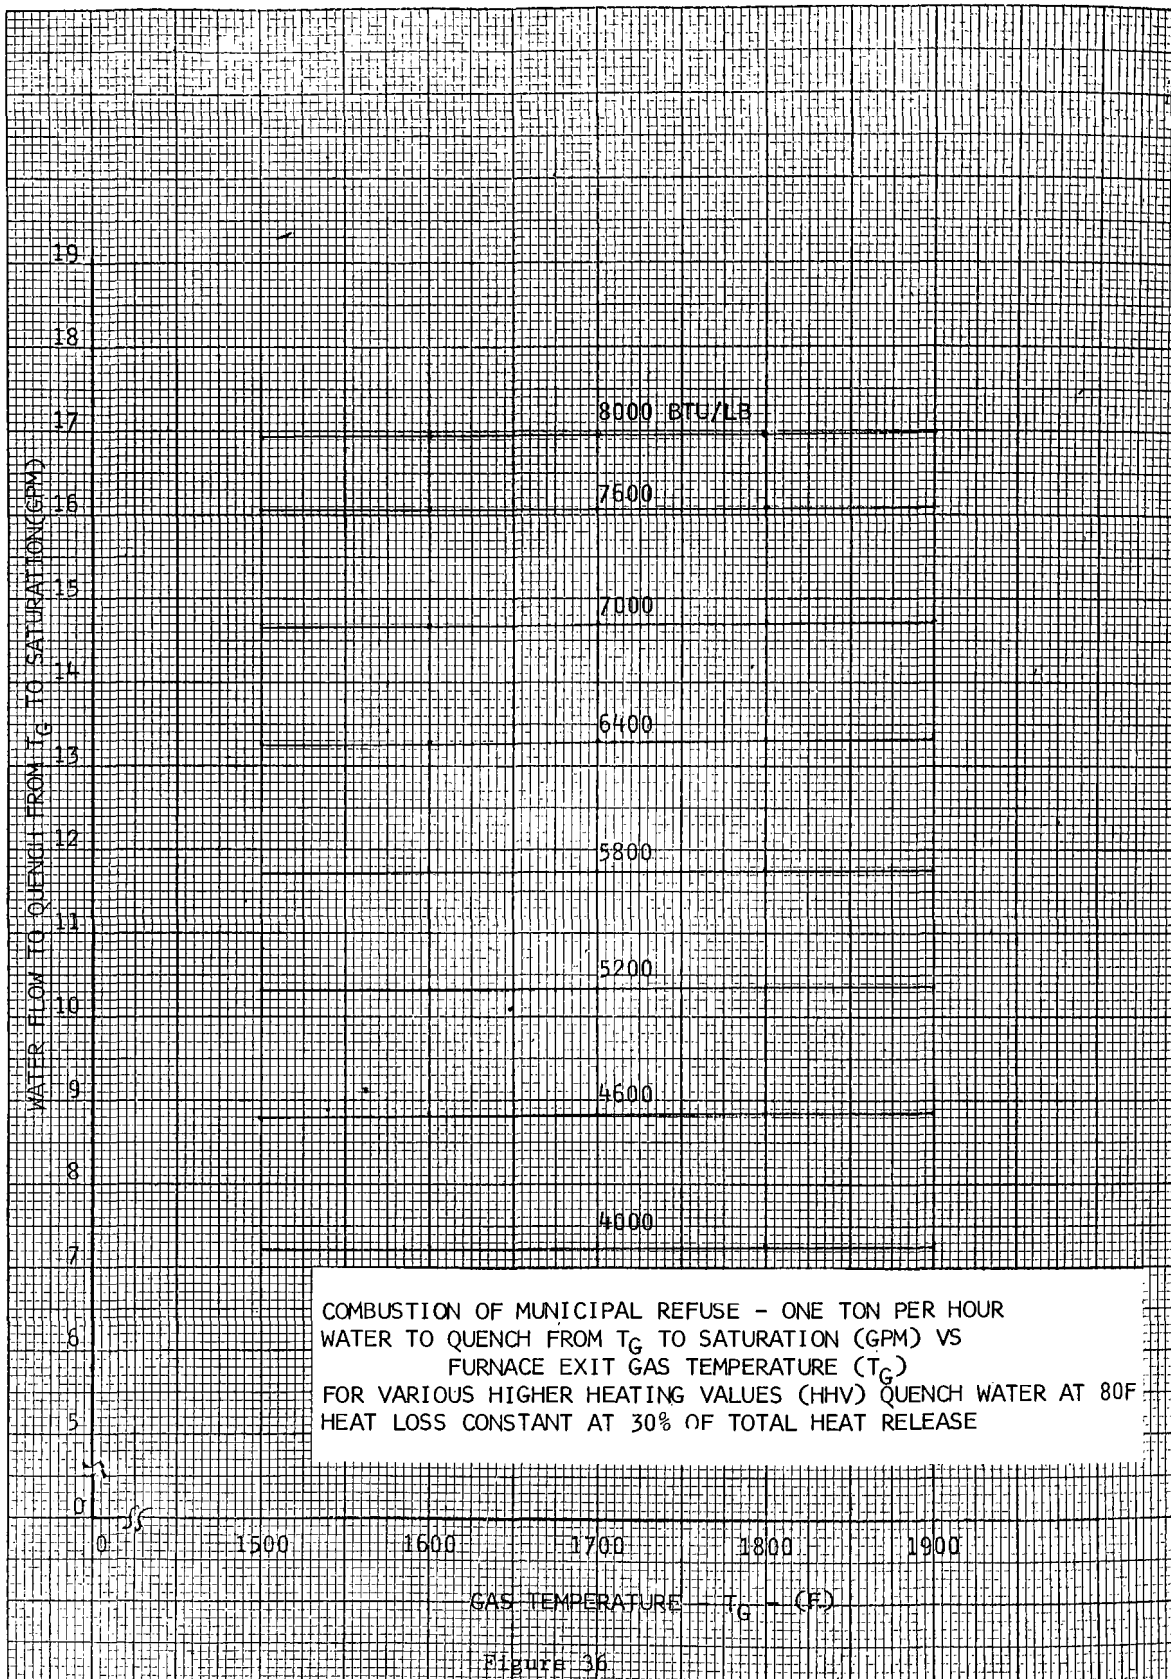 19
18
17
16
15
14
13
12
11
10
9
8
7
6
5
0
WATER FLOW TO QUENCH FROM TG TO SATURATION(GPM)
8000 BTU/LB
7600
7000
6400
5800
5200
4600
4000
COMBUSTION OF MUNICIPAL REFUSE - ONE TON PER HOUR
WATER TO QUENCH FROM TG TO SATURATION (GPM) VS
FURNACE EXIT GAS TEMPERATURE (TG)
FOR VARIOUS HIGHER HEATING VALUES (HHV) QUENCH WATER AT 80F
HEAT LOSS CONSTANT AT 30% OF TOTAL HEAT RELEASE
0 1500 1600 1700 1800 1900
GAS TEMPERATURE - TG - (F)
Figure 36